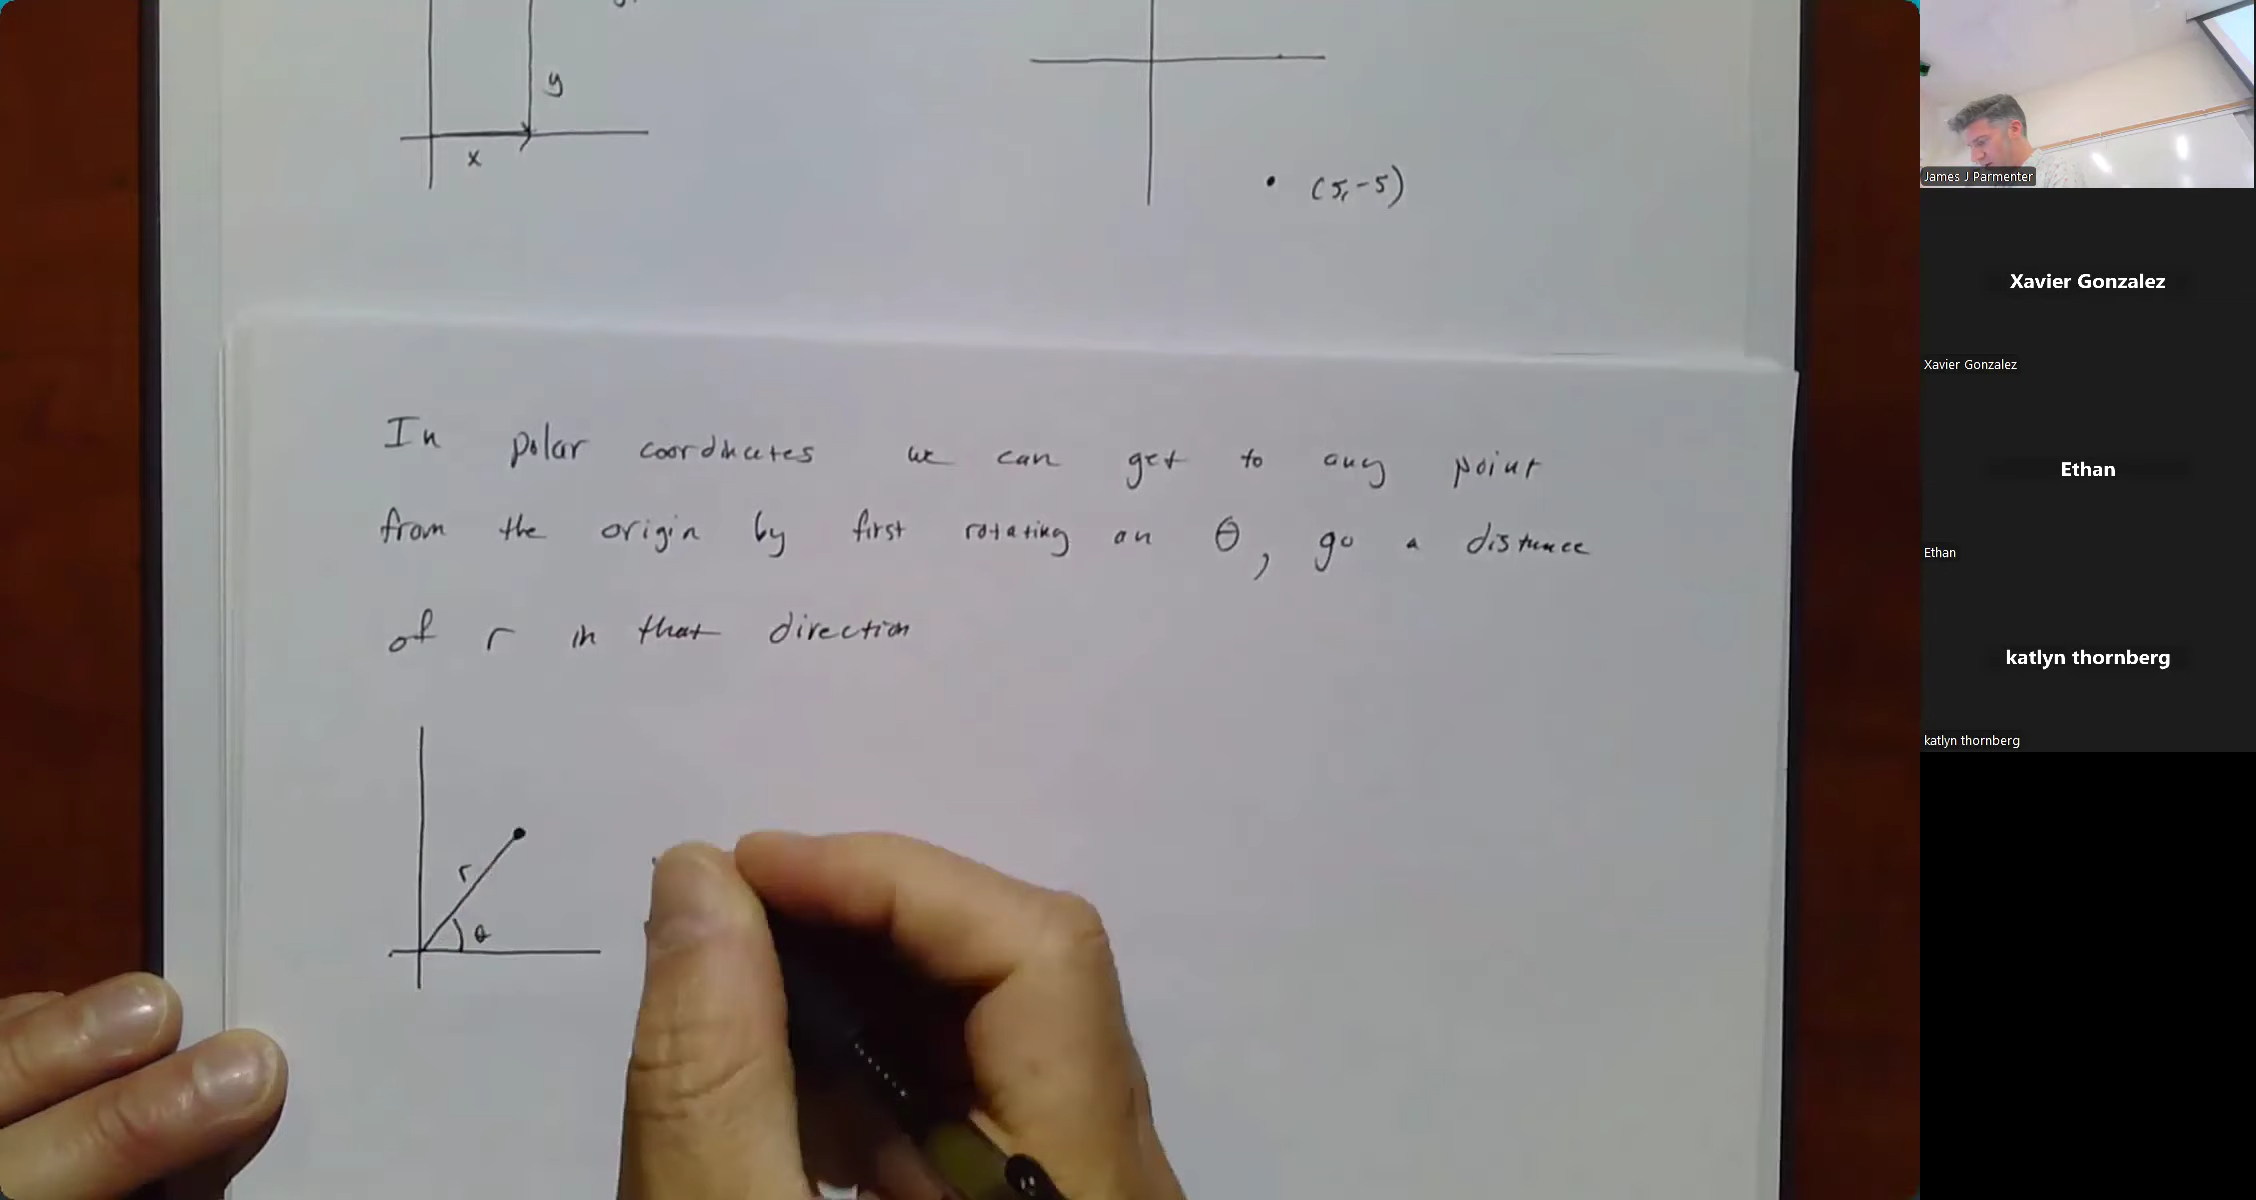 y
x
(5,-5)
In polar coordinates we can get to any point
from the origin by first rotating an θ, go a distance
of r in that direction
r
θ
James J Parmenter
Xavier Gonzalez
Xavier Gonzalez
Ethan
Ethan
katlyn thornberg
katlyn thornberg